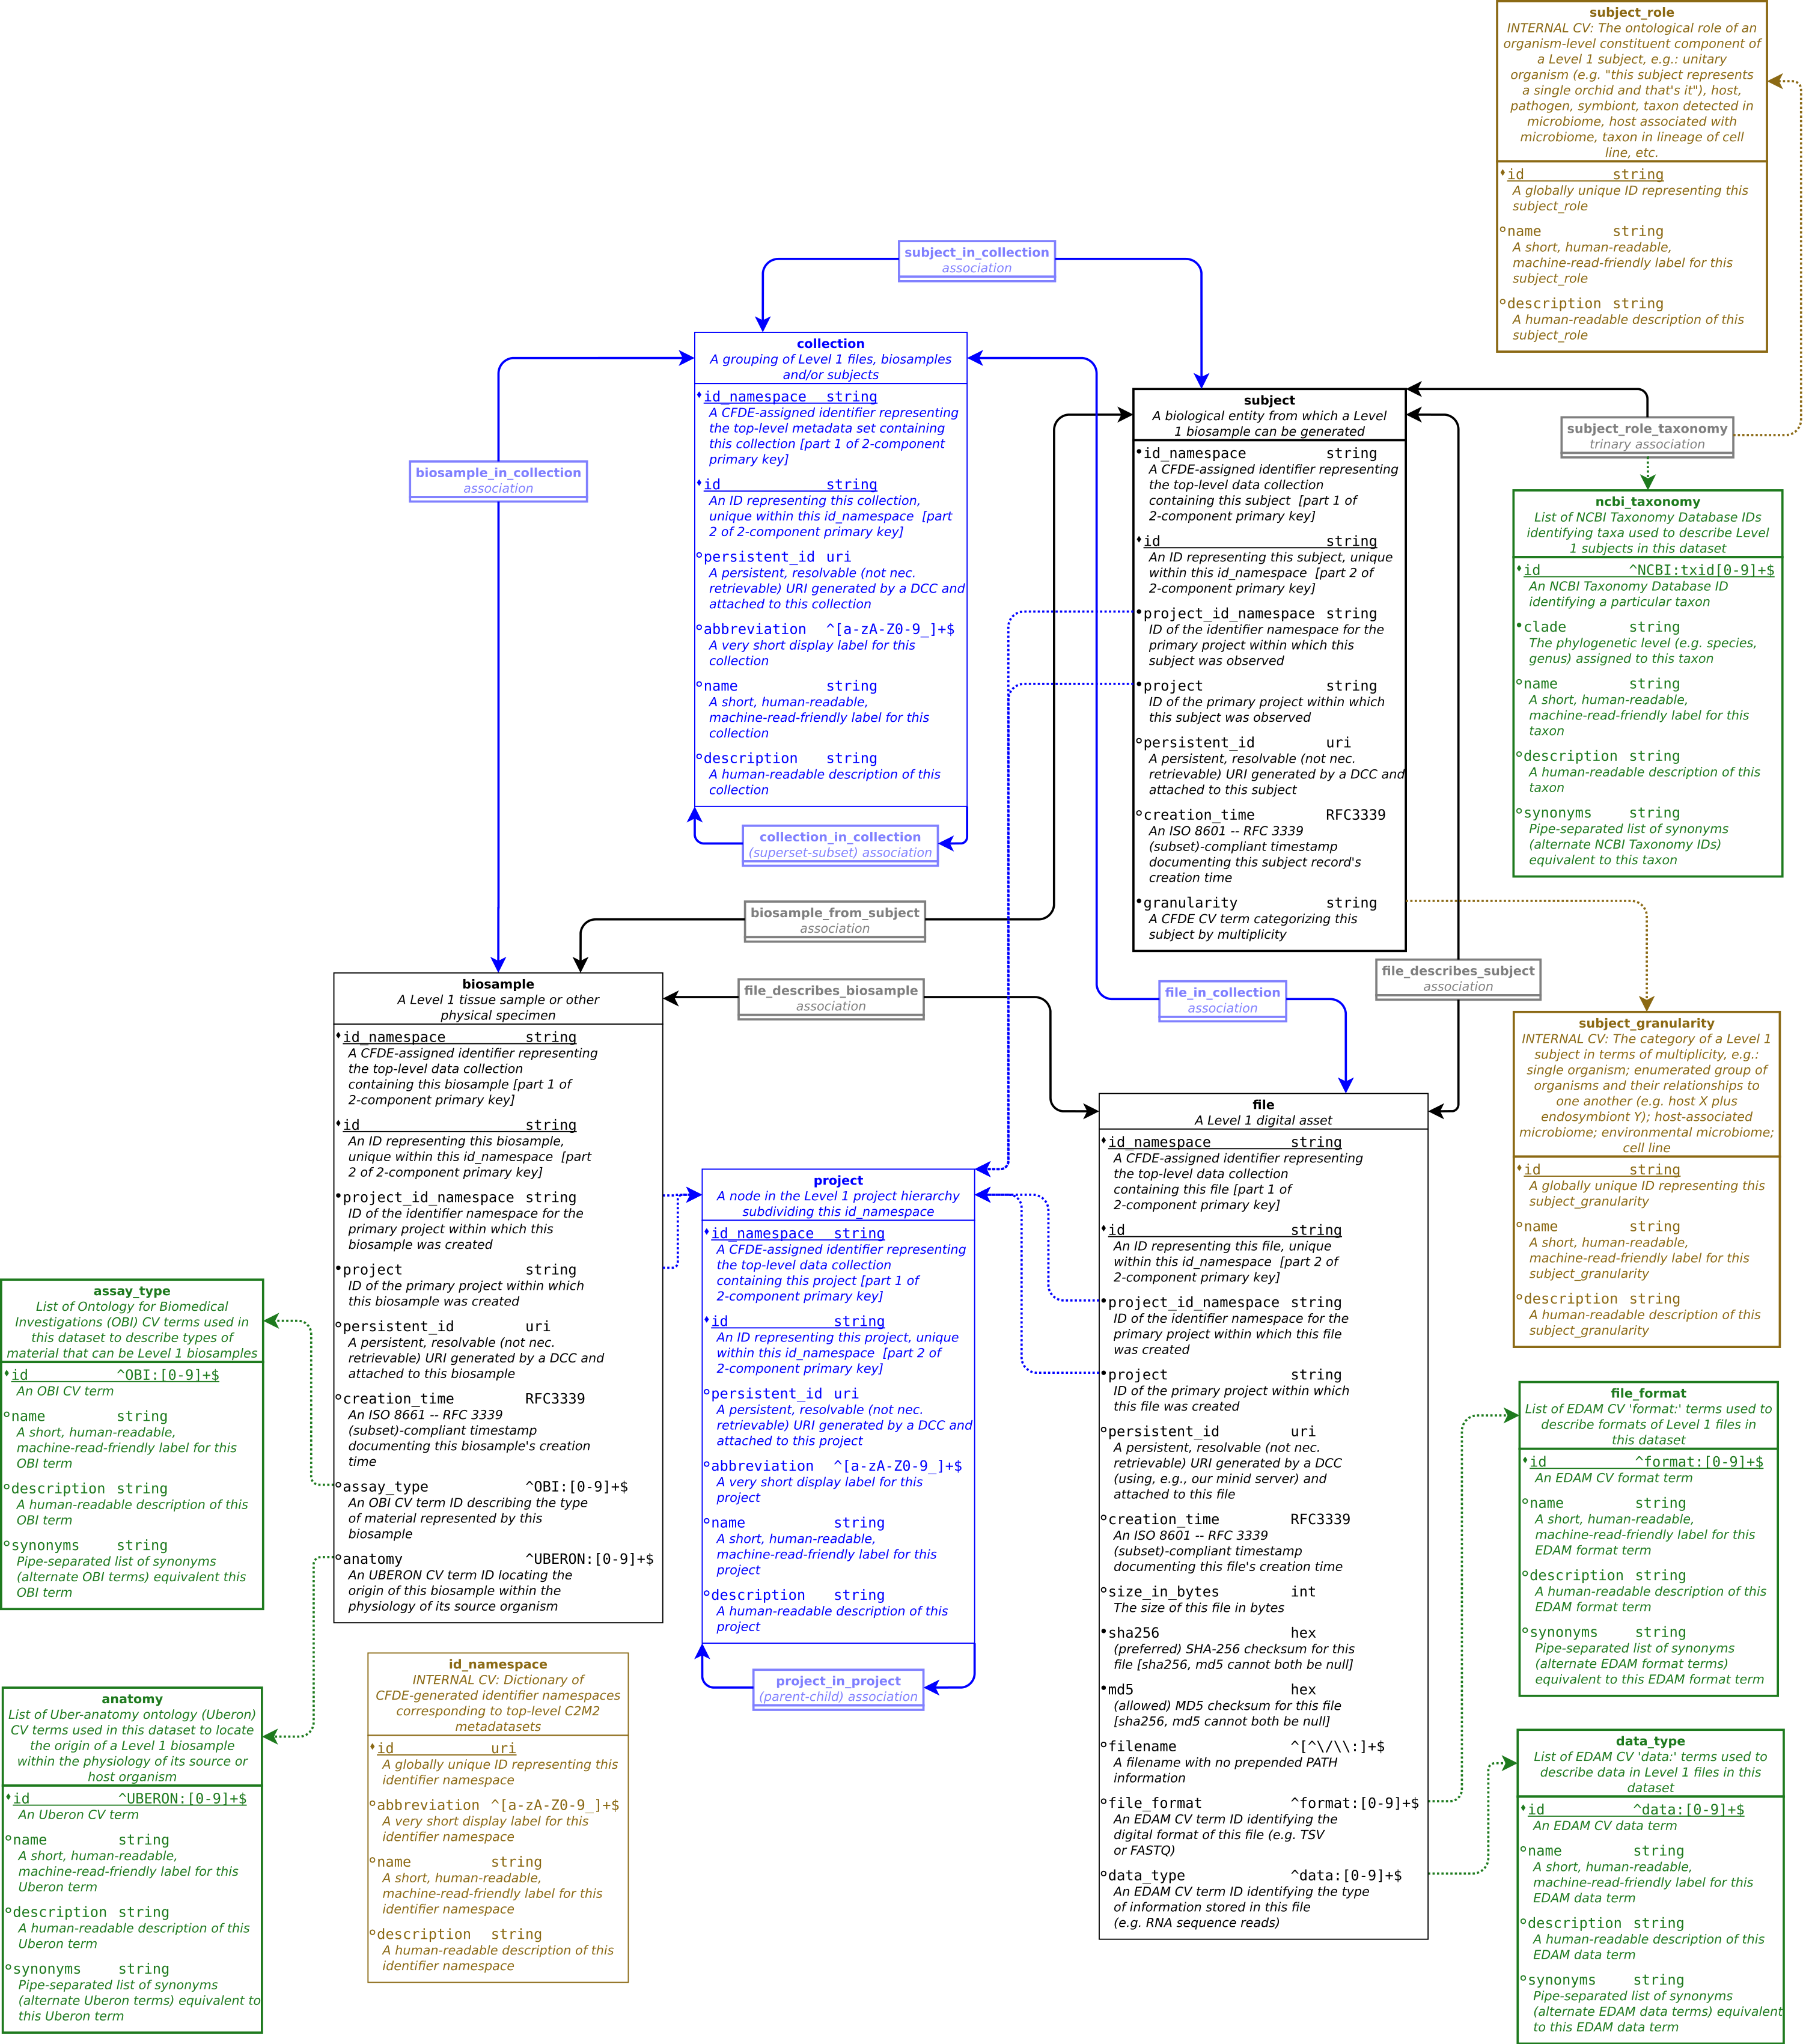 subject_role
INTERNAL CV: The ontological role of an
organism-level constituent component of
a Level 1 subject, e.g.: unitary
organism (e.g. "this subject represents
a single orchid and that's it"), host,
pathogen, symbiont, taxon detected in
microbiome, host associated with
microbiome, taxon in lineage of cell
line, etc.
id string
A globally unique ID representing this
subject_role
name string
A short, human-readable,
machine-read-friendly label for this
subject_role
description string
A human-readable description of this
subject_role
subject_in_collection
association
collection
A grouping of Level 1 files, biosamples
and/or subjects
id_namespace string
A CFDE-assigned identifier representing
the top-level metadata set containing
this collection [part 1 of 2-component
primary key]
id string
An ID representing this collection,
unique within this id_namespace [part
2 of 2-component primary key]
persistent_id uri
A persistent, resolvable (not nec.
retrievable) URI generated by a DCC and
attached to this collection
abbreviation ^[a-zA-Z0-9_]+$
A very short display label for this
collection
name string
A short, human-readable,
machine-read-friendly label for this
collection
description string
A human-readable description of this
collection
collection_in_collection
(superset-subset) association
biosample_in_collection
association
subject
A biological entity from which a Level
1 biosample can be generated
id_namespace string
A CFDE-assigned identifier representing
the top-level data collection
containing this subject [part 1 of
2-component primary key]
id string
An ID representing this subject, unique
within this id_namespace [part 2 of
2-component primary key]
project_id_namespace string
ID of the identifier namespace for the
primary project within which this
subject was observed
project string
ID of the primary project within which
this subject was observed
persistent_id uri
A persistent, resolvable (not nec.
retrievable) URI generated by a DCC and
attached to this subject
creation_time RFC3339
An ISO 8601 -- RFC 3339
(subset)-compliant timestamp
documenting this subject record's
creation time
granularity string
A CFDE CV term categorizing this
subject by multiplicity
subject_role_taxonomy
trinary association
ncbi_taxonomy
List of NCBI Taxonomy Database IDs
identifying taxa used to describe Level
1 subjects in this dataset
id ^NCBI:txid[0-9]+$
An NCBI Taxonomy Database ID
identifying a particular taxon
clade string
The phylogenetic level (e.g. species,
genus) assigned to this taxon
name string
A short, human-readable,
machine-read-friendly label for this
taxon
description string
A human-readable description of this
taxon
synonyms string
Pipe-separated list of synonyms
(alternate NCBI Taxonomy IDs)
equivalent to this taxon
biosample_from_subject
association
file_describes_biosample
association
file_in_collection
association
file_describes_subject
association
biosample
A Level 1 tissue sample or other
physical specimen
id_namespace string
A CFDE-assigned identifier representing
the top-level data collection
containing this biosample [part 1 of
2-component primary key]
id string
An ID representing this biosample,
unique within this id_namespace [part
2 of 2-component primary key]
project_id_namespace string
ID of the identifier namespace for the
primary project within which this
biosample was created
project string
ID of the primary project within which
this biosample was created
persistent_id uri
A persistent, resolvable (not nec.
retrievable) URI generated by a DCC and
attached to this biosample
creation_time RFC3339
An ISO 8661 -- RFC 3339
(subset)-compliant timestamp
documenting this biosample's creation
time
assay_type ^OBI:[0-9]+$
An OBI CV term ID describing the type
of material represented by this
biosample
anatomy ^UBERON:[0-9]+$
An UBERON CV term ID locating the
origin of this biosample within the
physiology of its source organism
project
A node in the Level 1 project hierarchy
subdividing this id_namespace
id_namespace string
A CFDE-assigned identifier representing
the top-level data collection
containing this project [part 1 of
2-component primary key]
id string
An ID representing this project, unique
within this id_namespace [part 2 of
2-component primary key]
persistent_id uri
A persistent, resolvable (not nec.
retrievable) URI generated by a DCC and
attached to this project
abbreviation ^[a-zA-Z0-9_]+$
A very short display label for this
project
name string
A short, human-readable,
machine-read-friendly label for this
project
description string
A human-readable description of this
project
project_in_project
(parent-child) association
file
A Level 1 digital asset
id_namespace string
A CFDE-assigned identifier representing
the top-level data collection
containing this file [part 1 of
2-component primary key]
id string
An ID representing this file, unique
within this id_namespace [part 2 of
2-component primary key]
project_id_namespace string
ID of the identifier namespace for the
primary project within which this file
was created
project string
ID of the primary project within which
this file was created
persistent_id uri
A persistent, resolvable (not nec.
retrievable) URI generated by a DCC
(using, e.g., our minid server) and
attached to this file
creation_time RFC3339
An ISO 8601 -- RFC 3339
(subset)-compliant timestamp
documenting this file's creation time
size_in_bytes int
The size of this file in bytes
sha256 hex
(preferred) SHA-256 checksum for this
file [sha256, md5 cannot both be null]
md5 hex
(allowed) MD5 checksum for this file
[sha256, md5 cannot both be null]
filename ^[^\/\\:]+$
A filename with no prepended PATH
information
file_format ^format:[0-9]+$
An EDAM CV term ID identifying the
digital format of this file (e.g. TSV
or FASTQ)
data_type ^data:[0-9]+$
An EDAM CV term ID identifying the type
of information stored in this file
(e.g. RNA sequence reads)
subject_granularity
INTERNAL CV: The category of a Level 1
subject in terms of multiplicity, e.g.:
single organism; enumerated group of
organisms and their relationships to
one another (e.g. host X plus
endosymbiont Y); host-associated
microbiome; environmental microbiome;
cell line
id string
A globally unique ID representing this
subject_granularity
name string
A short, human-readable,
machine-read-friendly label for this
subject_granularity
description string
A human-readable description of this
subject_granularity
assay_type
List of Ontology for Biomedical
Investigations (OBI) CV terms used in
this dataset to describe types of
material that can be Level 1 biosamples
id ^OBI:[0-9]+$
An OBI CV term
name string
A short, human-readable,
machine-read-friendly label for this
OBI term
description string
A human-readable description of this
OBI term
synonyms string
Pipe-separated list of synonyms
(alternate OBI terms) equivalent this
OBI term
file_format
List of EDAM CV 'format:' terms used to
describe formats of Level 1 files in
this dataset
id ^format:[0-9]+$
An EDAM CV format term
name string
A short, human-readable,
machine-read-friendly label for this
EDAM format term
description string
A human-readable description of this
EDAM format term
synonyms string
Pipe-separated list of synonyms
(alternate EDAM format terms)
equivalent to this EDAM format term
id_namespace
INTERNAL CV: Dictionary of
CFDE-generated identifier namespaces
corresponding to top-level C2M2
metadatasets
id uri
A globally unique ID representing this
identifier namespace
abbreviation ^[a-zA-Z0-9_]+$
A very short display label for this
identifier namespace
name string
A short, human-readable,
machine-read-friendly label for this
identifier namespace
description string
A human-readable description of this
identifier namespace
anatomy
List of Uber-anatomy ontology (Uberon)
CV terms used in this dataset to locate
the origin of a Level 1 biosample
within the physiology of its source or
host organism
id ^UBERON:[0-9]+$
An Uberon CV term
name string
A short, human-readable,
machine-read-friendly label for this
Uberon term
description string
A human-readable description of this
Uberon term
synonyms string
Pipe-separated list of synonyms
(alternate Uberon terms) equivalent to
this Uberon term
data_type
List of EDAM CV 'data:' terms used to
describe data in Level 1 files in this
dataset
id ^data:[0-9]+$
An EDAM CV data term
name string
A short, human-readable,
machine-read-friendly label for this
EDAM data term
description string
A human-readable description of this
EDAM data term
synonyms string
Pipe-separated list of synonyms
(alternate EDAM data terms) equivalent
to this EDAM data term